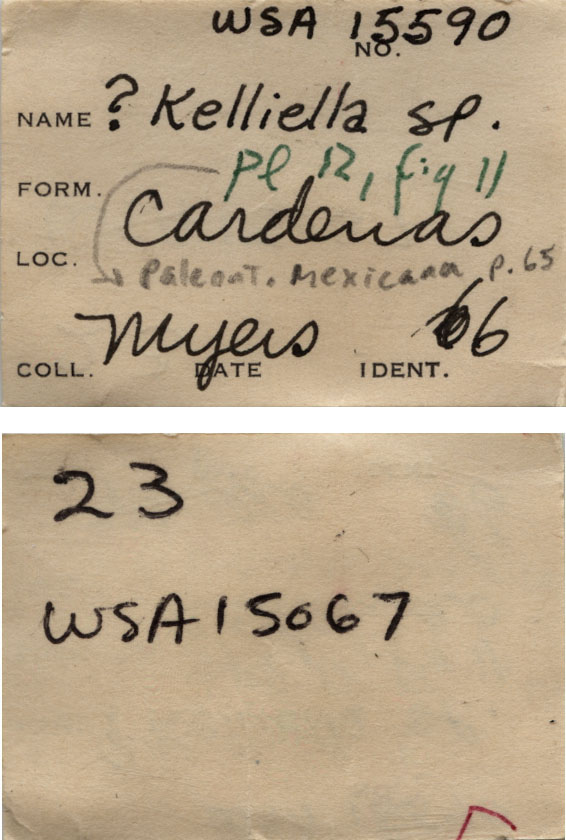 WSA 15590
NO.
NAME ? Kelliella sp.
Pl 12, fig 11
FORM.
Cardenas
LOC.
Paleont. Mexicana p. 65
Myers 66
COLL. DATE IDENT.
23
WSA15067